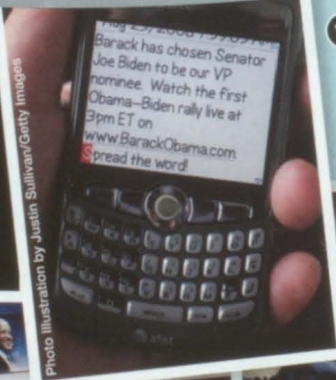 Barack has chosen Senator
Joe Biden to be our VP
nominee. Watch the first
Obama–Biden rally live at
3pm ET on
www.BarackObama.com
Spread the word!
at&t
Photo Illustration by Justin Sullivan/Getty Images